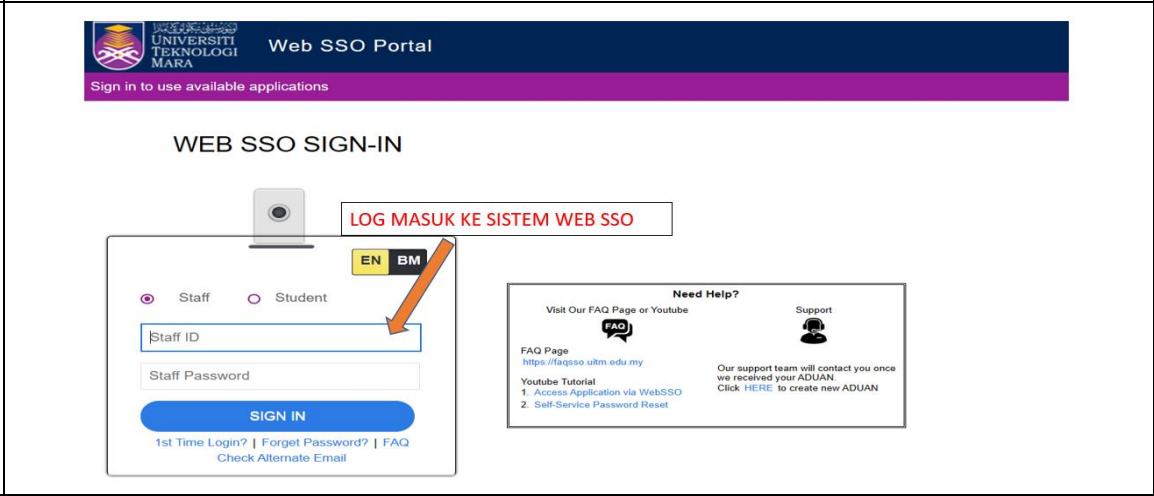 UNIVERSITI
TEKNOLOGI
MARA
Web SSO Portal
Sign in to use available applications
WEB SSO SIGN-IN
LOG MASUK KE SISTEM WEB SSO
EN BM
Staff Student
Staff ID
Staff Password
SIGN IN
1st Time Login? | Forget Password? | FAQ
Check Alternate Email
Need Help?
Visit Our FAQ Page or Youtube
FAQ
FAQ Page
https://faqsso.uitm.edu.my
Youtube Tutorial
1. Access Application via WebSSO
2. Self-Service Password Reset
Support
Our support team will contact you once
we received your ADUAN.
Click HERE to create new ADUAN